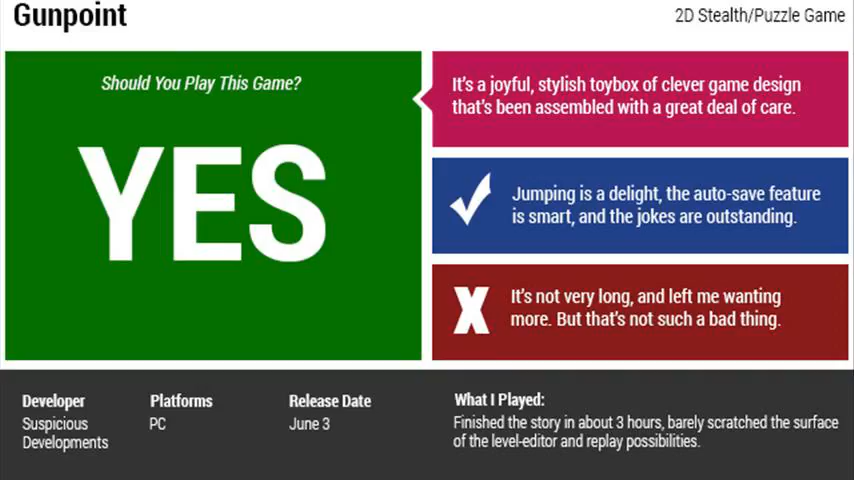 Gunpoint
2D Stealth/Puzzle Game
Should You Play This Game?
YES
It's a joyful, stylish toybox of clever game design
that's been assembled with a great deal of care.
Jumping is a delight, the auto-save feature
is smart, and the jokes are outstanding.
X
It's not very long, and left me wanting
more. But that's not such a bad thing.
Developer
Suspicious
Developments
Platforms
PC
Release Date
June 3
What I Played:
Finished the story in about 3 hours, barely scratched the surface
of the level-editor and replay possibilities.